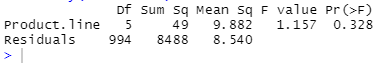 Df Sum Sq Mean Sq F value Pr(>F)
Product.line 5 49 9.882 1.157 0.328
Residuals 994 8488 8.540
>